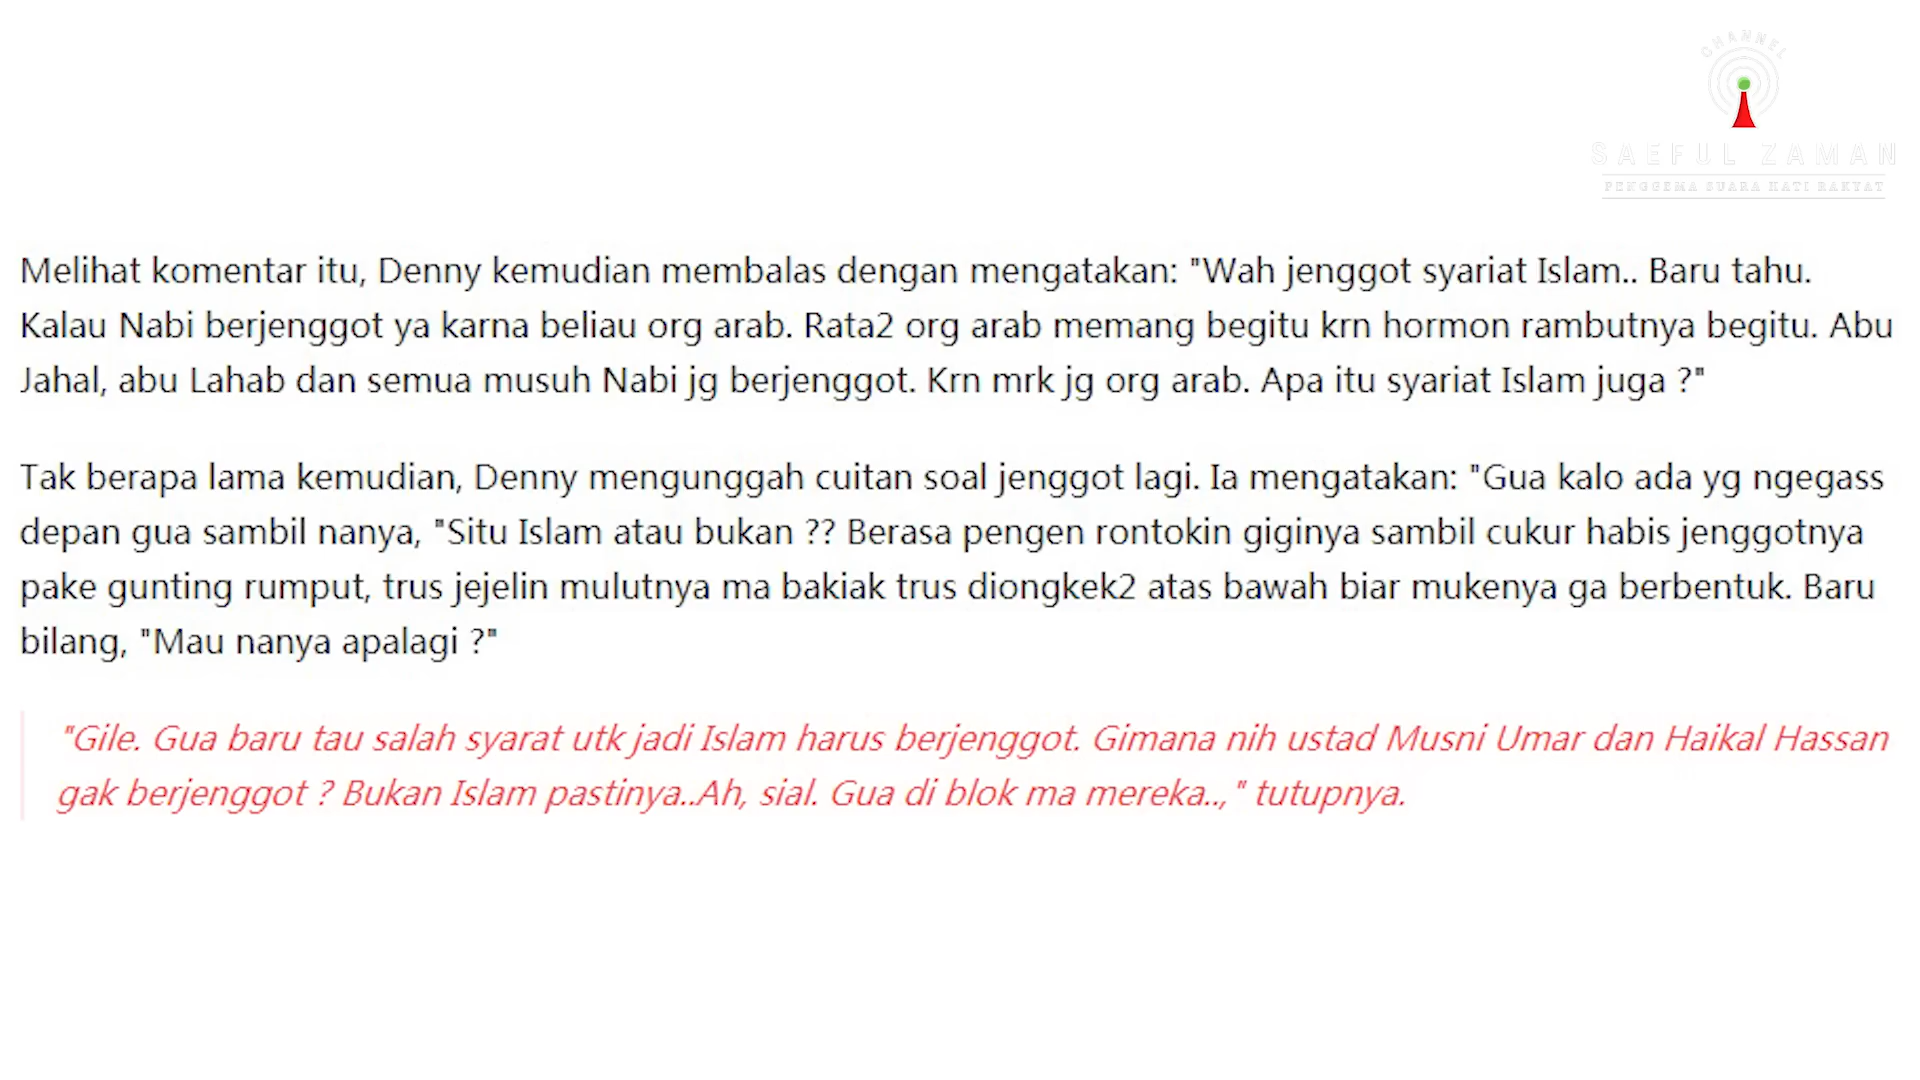 CHANNEL
SAEFUL ZAMAN
PENGGEMA SUARA HATI RAKYAT
Melihat komentar itu, Denny kemudian membalas dengan mengatakan: "Wah jenggot syariat Islam.. Baru tahu.
Kalau Nabi berjenggot ya karna beliau org arab. Rata2 org arab memang begitu krn hormon rambutnya begitu. Abu
Jahal, abu Lahab dan semua musuh Nabi jg berjenggot. Krn mrk jg org arab. Apa itu syariat Islam juga ?"
Tak berapa lama kemudian, Denny mengunggah cuitan soal jenggot lagi. Ia mengatakan: "Gua kalo ada yg ngegass
depan gua sambil nanya, "Situ Islam atau bukan ?? Berasa pengen rontokin giginya sambil cukur habis jenggotnya
pake gunting rumput, trus jejelin mulutnya ma bakiak trus diongkek2 atas bawah biar mukenya ga berbentuk. Baru
bilang, "Mau nanya apalagi ?"
"Gile. Gua baru tau salah syarat utk jadi Islam harus berjenggot. Gimana nih ustad Musni Umar dan Haikal Hassan
gak berjenggot ? Bukan Islam pastinya..Ah, sial. Gua di blok ma mereka..," tutupnya.